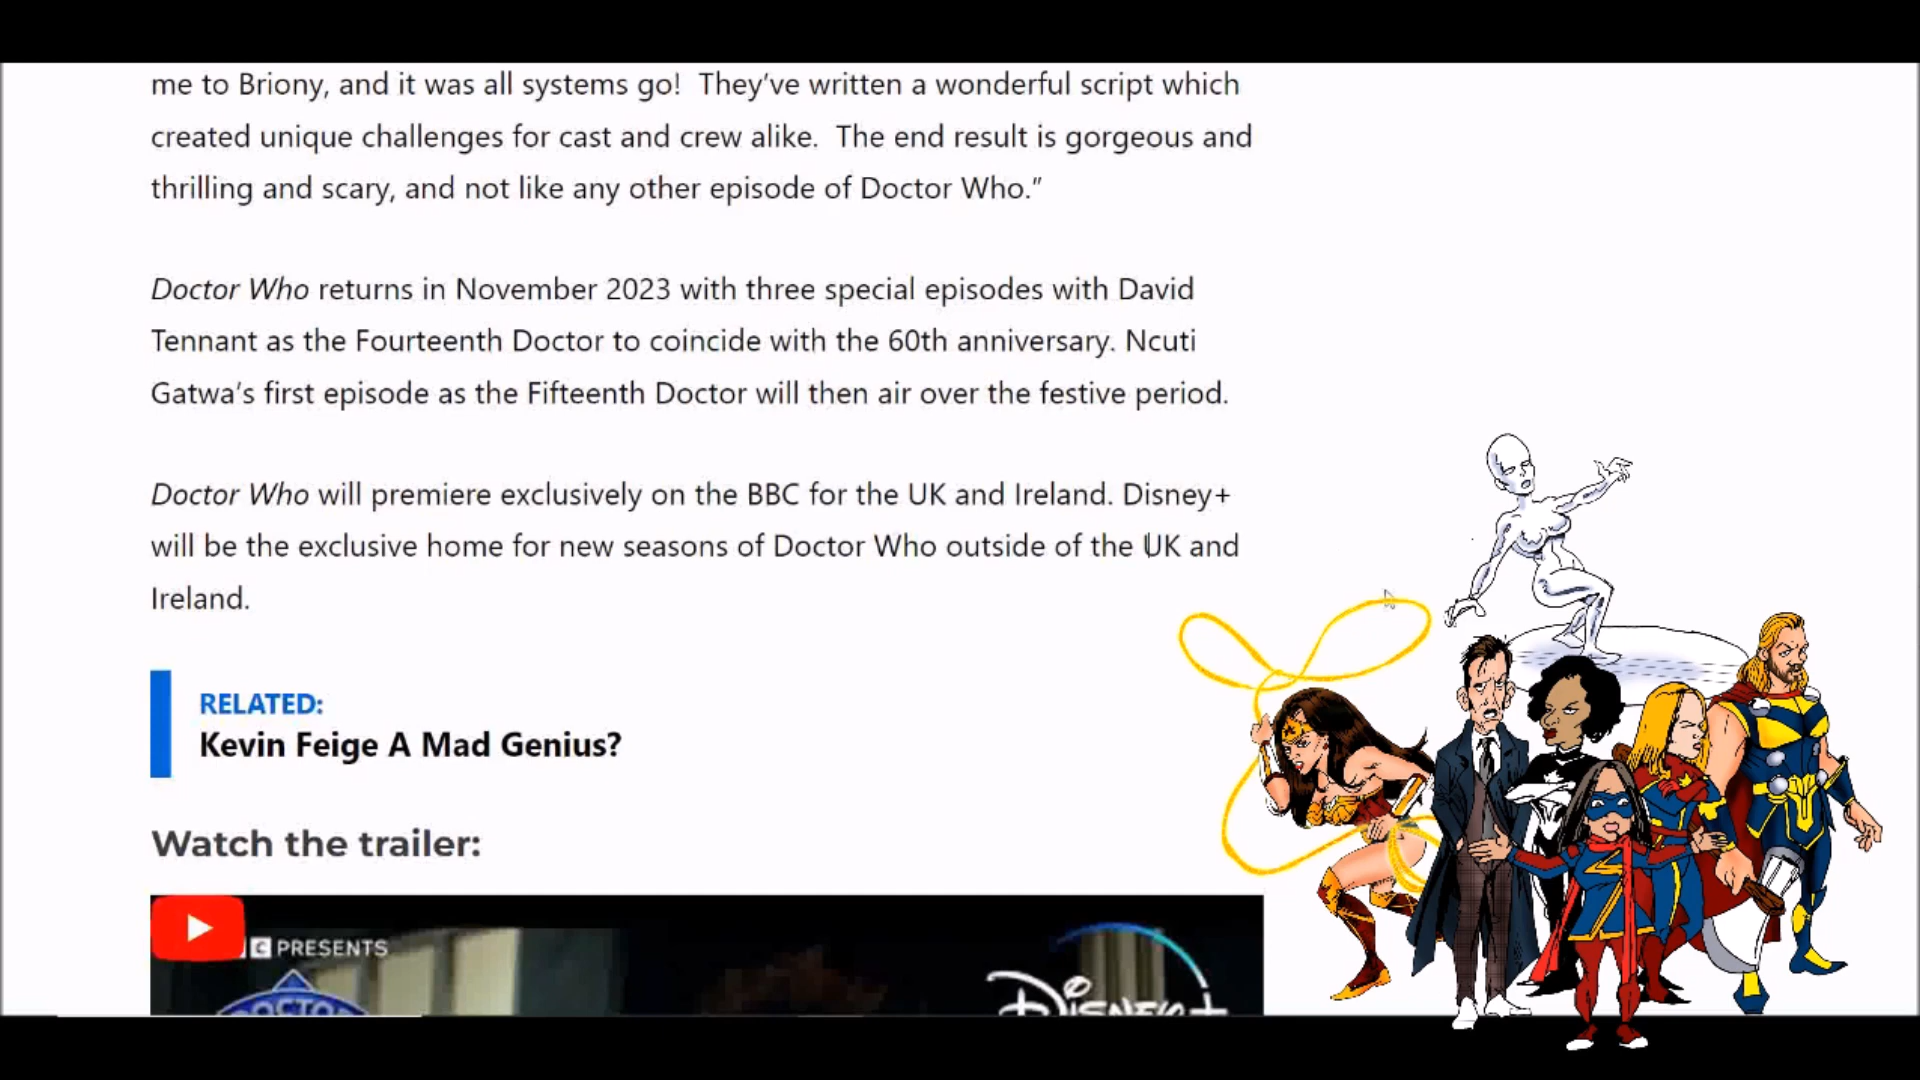 me to Briony, and it was all systems go!  They’ve written a wonderful script which
created unique challenges for cast and crew alike.  The end result is gorgeous and
thrilling and scary, and not like any other episode of Doctor Who.”
Doctor Who returns in November 2023 with three special episodes with David
Tennant as the Fourteenth Doctor to coincide with the 60th anniversary. Ncuti
Gatwa’s first episode as the Fifteenth Doctor will then air over the festive period.
Doctor Who will premiere exclusively on the BBC for the UK and Ireland. Disney+
will be the exclusive home for new seasons of Doctor Who outside of the UK and
Ireland.
RELATED:
Kevin Feige A Mad Genius?
Watch the trailer:
C PRESENTS
DOCTOR
Disney+